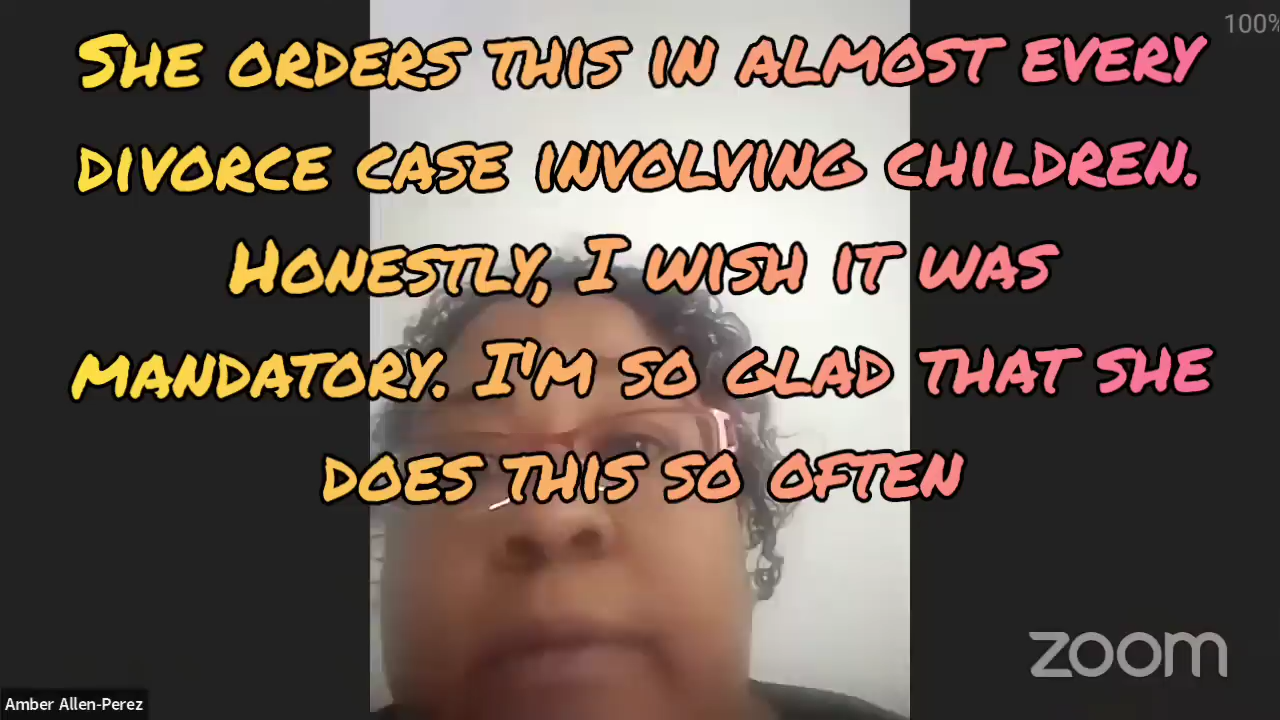 100%
She orders this in almost every
divorce case involving children.
Honestly, I wish it was
mandatory. I'm so glad that she
does this so often
zoom
Amber Allen-Perez